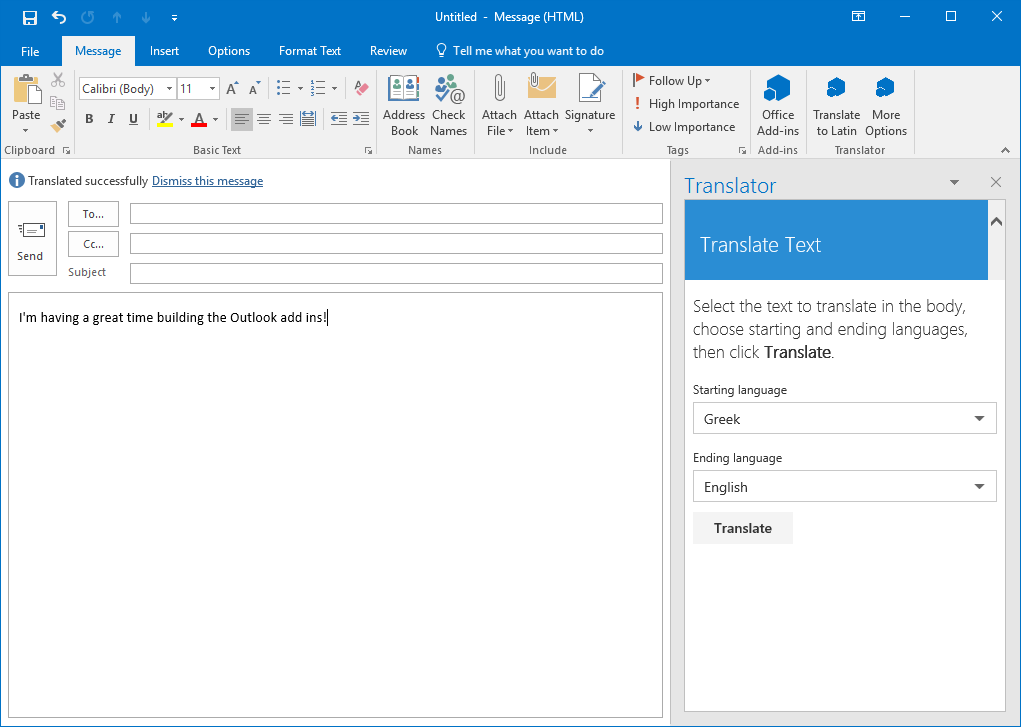 Untitled - Message (HTML)
File Message Insert Options Format Text Review Tell me what you want to do
Paste
Clipboard
Calibri (Body) 11
B I U ab A
Basic Text
Address Book
Check Names
Names
Attach File
Attach Item
Signature
Include
Follow Up
High Importance
Low Importance
Tags
Office Add-ins
Add-ins
Translate to Latin
More Options
Translator
Translated successfully Dismiss this message
Send
To...
Cc...
Subject
I'm having a great time building the Outlook add ins!
Translator
Translate Text
Select the text to translate in the body,
choose starting and ending languages,
then click Translate.
Starting language
Greek
Ending language
English
Translate